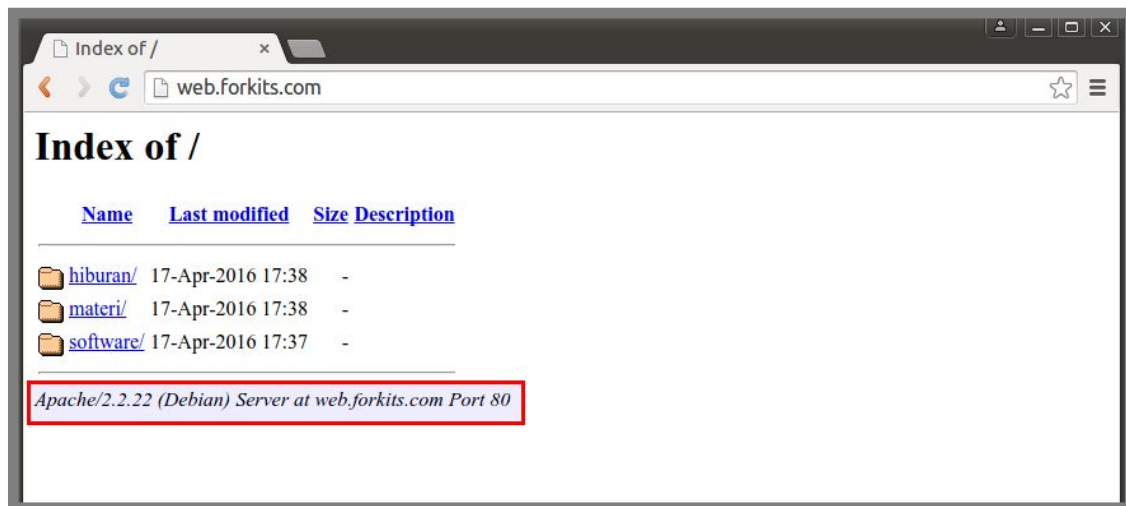 Index of /
web.forkits.com
Index of /
Name Last modified Size Description
hiburan/ 17-Apr-2016 17:38 -
materi/ 17-Apr-2016 17:38 -
software/ 17-Apr-2016 17:37 -
Apache/2.2.22 (Debian) Server at web.forkits.com Port 80